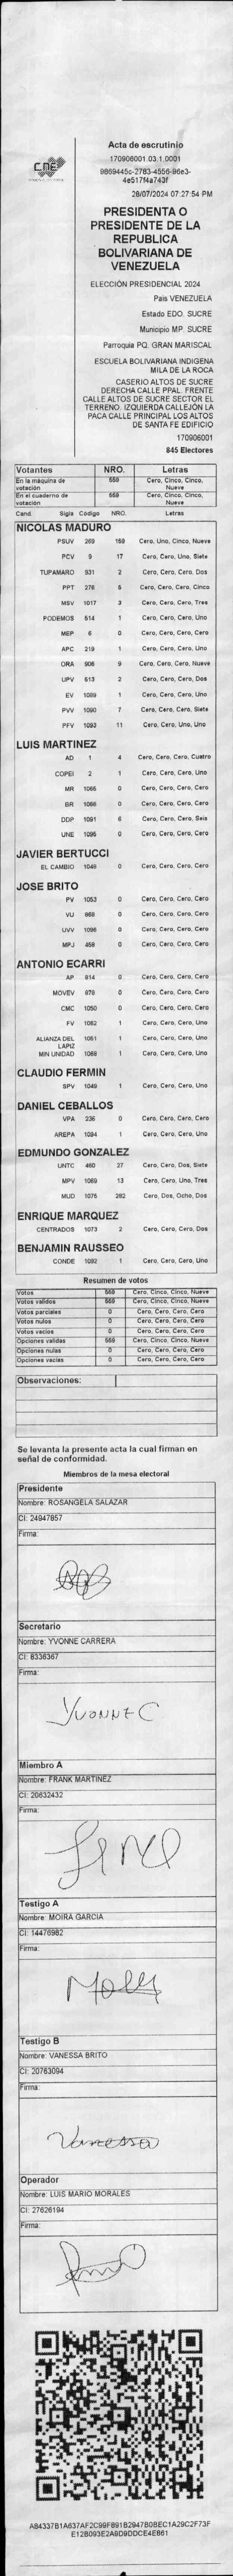 CNE
Acta de escrutinio
170906001.03.1.0001
9869445c-2783-4556-86e3-
4e517f4a743f
28/07/2024 07:27:54 PM
PRESIDENTA O
PRESIDENTE DE LA
REPUBLICA
BOLIVARIANA DE
VENEZUELA
ELECCIÓN PRESIDENCIAL 2024
Pais VENEZUELA
Estado EDO. SUCRE
Municipio MP. SUCRE
Parroquia PQ. GRAN MARISCAL
ESCUELA BOLIVARIANA INDIGENA
MILA DE LA ROCA
CASERIO ALTOS DE SUCRE
DERECHA CALLE PPAL. FRENTE
CALLE ALTOS DE SUCRE SECTOR EL
TERRENO. IZQUIERDA CALLEJÓN LA
PACA CALLE PRINCIPAL LOS ALTOS
DE SANTA FE EDIFICIO
170906001
845 Electores
Votantes NRO. Letras
En la máquina de votación 559 Cero, Cinco, Cinco, Nueve
En el cuaderno de votación 559 Cero, Cinco, Cinco, Nueve
Cand. Sigla Codigo NRO. Letras
NICOLAS MADURO
PSUV 269 159 Cero, Uno, Cinco, Nueve
PCV 9 17 Cero, Cero, Uno, Siete
TUPAMARO 931 2 Cero, Cero, Cero, Dos
PPT 276 5 Cero, Cero, Cero, Cinco
MSV 1017 3 Cero, Cero, Cero, Tres
PODEMOS 514 1 Cero, Cero, Cero, Uno
MEP 6 0 Cero, Cero, Cero, Cero
APC 219 1 Cero, Cero, Cero, Uno
ORA 906 9 Cero, Cero, Cero, Nueve
UPV 513 2 Cero, Cero, Cero, Dos
EV 1089 1 Cero, Cero, Cero, Uno
PVV 1090 7 Cero, Cero, Cero, Siete
PFV 1093 11 Cero, Cero, Uno, Uno
LUIS MARTINEZ
AD 1 4 Cero, Cero, Cero, Cuatro
COPEI 2 1 Cero, Cero, Cero, Uno
MR 1065 0 Cero, Cero, Cero, Cero
BR 1066 0 Cero, Cero, Cero, Cero
DDP 1091 6 Cero, Cero, Cero, Seis
UNE 1095 0 Cero, Cero, Cero, Cero
JAVIER BERTUCCI
EL CAMBIO 1046 0 Cero, Cero, Cero, Cero
JOSE BRITO
PV 1053 0 Cero, Cero, Cero, Cero
VU 869 0 Cero, Cero, Cero, Cero
UVV 1096 0 Cero, Cero, Cero, Cero
MPJ 458 0 Cero, Cero, Cero, Cero
ANTONIO ECARRI
AP 814 0 Cero, Cero, Cero, Cero
MOVEV 879 0 Cero, Cero, Cero, Cero
CMC 1050 0 Cero, Cero, Cero, Cero
FV 1052 1 Cero, Cero, Cero, Uno
ALIANZA DEL LAPIZ 1051 1 Cero, Cero, Cero, Uno
MIN UNIDAD 1068 1 Cero, Cero, Cero, Uno
CLAUDIO FERMIN
SPV 1049 1 Cero, Cero, Cero, Uno
DANIEL CEBALLOS
VPA 236 0 Cero, Cero, Cero, Cero
AREPA 1094 1 Cero, Cero, Cero, Uno
EDMUNDO GONZALEZ
UNTC 460 27 Cero, Cero, Dos, Siete
MPV 1069 13 Cero, Cero, Uno, Tres
MUD 1075 282 Cero, Dos, Ocho, Dos
ENRIQUE MARQUEZ
CENTRADOS 1073 2 Cero, Cero, Cero, Dos
BENJAMIN RAUSSEO
CONDE 1092 1 Cero, Cero, Cero, Uno
Resumen de votos
Votos 559 Cero, Cinco, Cinco, Nueve
Votos validos 559 Cero, Cinco, Cinco, Nueve
Votos parciales 0 Cero, Cero, Cero, Cero
Votos nulos 0 Cero, Cero, Cero, Cero
Votos vacios 0 Cero, Cero, Cero, Cero
Opciones validas 559 Cero, Cinco, Cinco, Nueve
Opciones nulas 0 Cero, Cero, Cero, Cero
Opciones vacias 0 Cero, Cero, Cero, Cero
Observaciones:
Se levanta la presente acta la cual firman en
señal de conformidad.
Miembros de la mesa electoral
Presidente
Nombre: ROSANGELA SALAZAR
CI: 24947857
Firma:
Secretario
Nombre: YVONNE CARRERA
CI: 8336367
Firma:
YVONNE C
Miembro A
Nombre: FRANK MARTINEZ
CI: 20632432
Firma:
Testigo A
Nombre: MOIRA GARCIA
CI: 14476982
Firma:
Testigo B
Nombre: VANESSA BRITO
CI: 20763094
Firma:
Vanessa
Operador
Nombre: LUIS MARIO MORALES
CI: 27626194
Firma:
A84337B1A637AF2C99F891B2947B0BEC1A29C2F73F
E12B093E2A9D9DDCE4E861